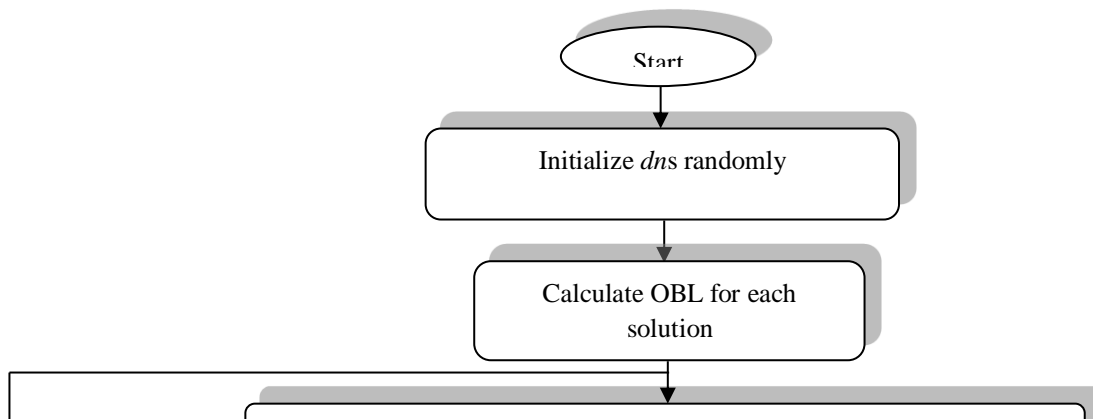 Start
Initialize dns randomly
Calculate OBL for each
solution